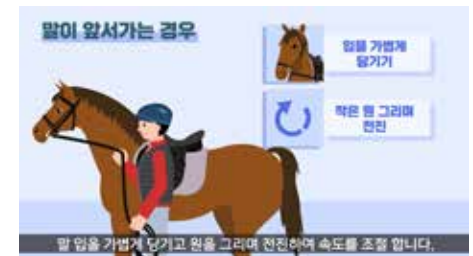 말이 앞서가는 경우
입을 가볍게
당기기
작은 원 그리며
전진
말 입을 가볍게 당기고 원을 그리며 전진하여 속도를 조절 합니다.